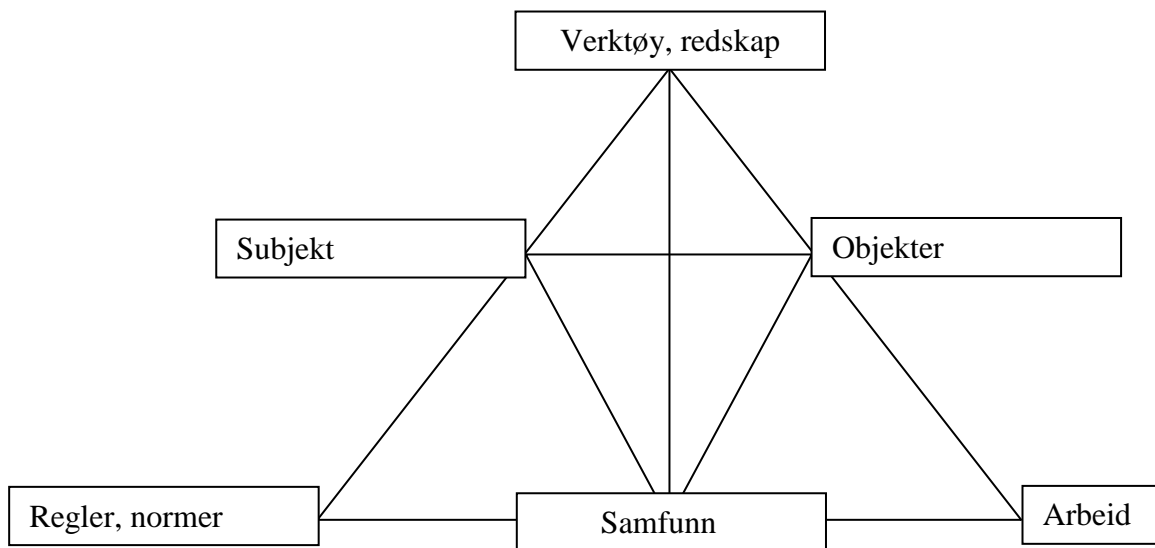 Verktøy, redskap
Subjekt
Objekter
Regler, normer
Samfunn
Arbeid